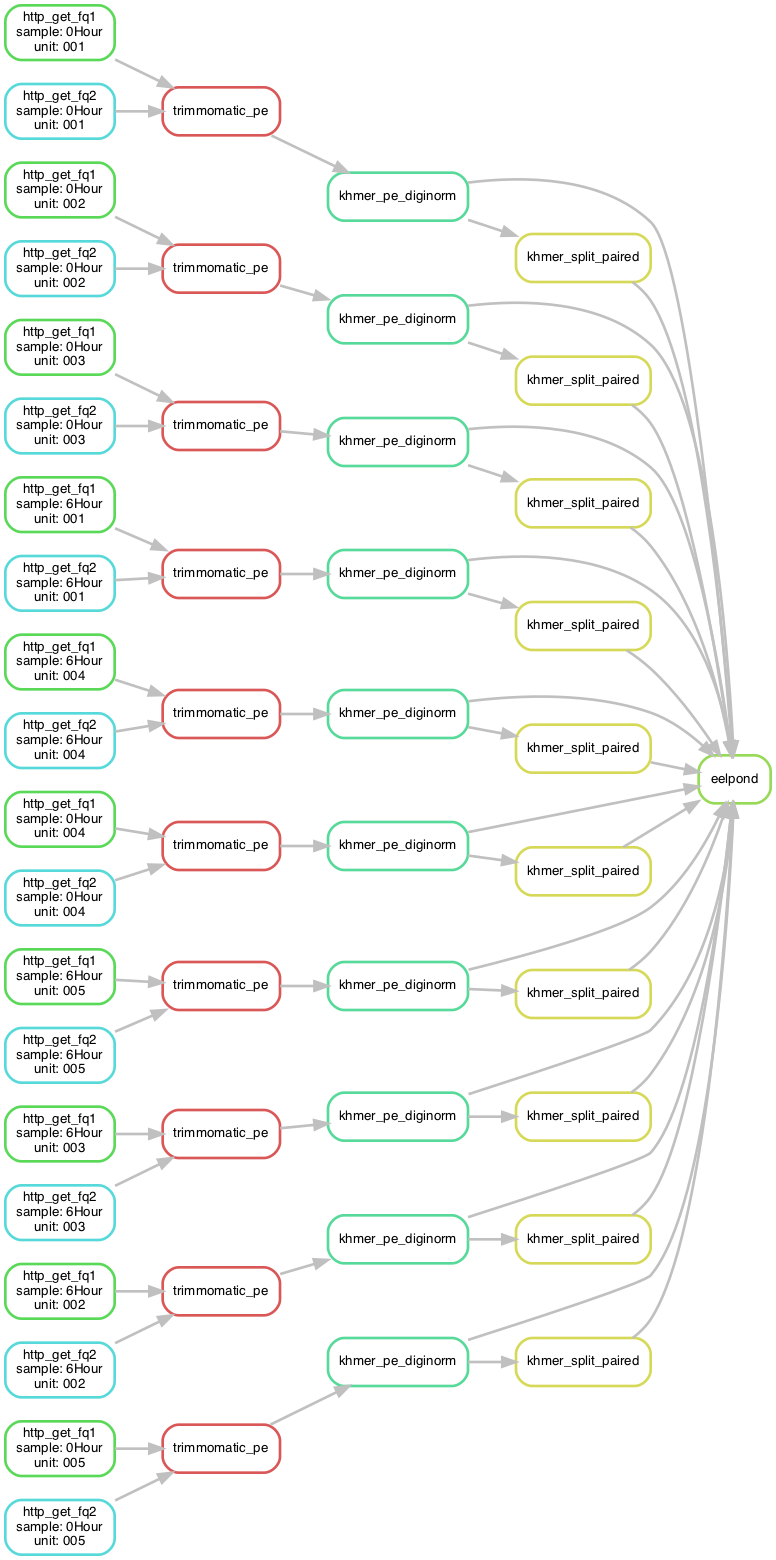 http_get_fq1
sample: 0Hour
unit: 001
http_get_fq2
sample: 0Hour
unit: 001
trimmomatic_pe
khmer_pe_diginorm
khmer_split_paired
http_get_fq1
sample: 0Hour
unit: 002
http_get_fq2
sample: 0Hour
unit: 002
trimmomatic_pe
khmer_pe_diginorm
khmer_split_paired
http_get_fq1
sample: 0Hour
unit: 003
http_get_fq2
sample: 0Hour
unit: 003
trimmomatic_pe
khmer_pe_diginorm
khmer_split_paired
http_get_fq1
sample: 6Hour
unit: 001
http_get_fq2
sample: 6Hour
unit: 001
trimmomatic_pe
khmer_pe_diginorm
khmer_split_paired
http_get_fq1
sample: 6Hour
unit: 004
http_get_fq2
sample: 6Hour
unit: 004
trimmomatic_pe
khmer_pe_diginorm
khmer_split_paired
eelpond
http_get_fq1
sample: 0Hour
unit: 004
http_get_fq2
sample: 0Hour
unit: 004
trimmomatic_pe
khmer_pe_diginorm
khmer_split_paired
http_get_fq1
sample: 6Hour
unit: 005
http_get_fq2
sample: 6Hour
unit: 005
trimmomatic_pe
khmer_pe_diginorm
khmer_split_paired
http_get_fq1
sample: 6Hour
unit: 003
http_get_fq2
sample: 6Hour
unit: 003
trimmomatic_pe
khmer_pe_diginorm
khmer_split_paired
http_get_fq1
sample: 6Hour
unit: 002
http_get_fq2
sample: 6Hour
unit: 002
trimmomatic_pe
khmer_pe_diginorm
khmer_split_paired
http_get_fq1
sample: 0Hour
unit: 005
http_get_fq2
sample: 0Hour
unit: 005
trimmomatic_pe
khmer_pe_diginorm
khmer_split_paired